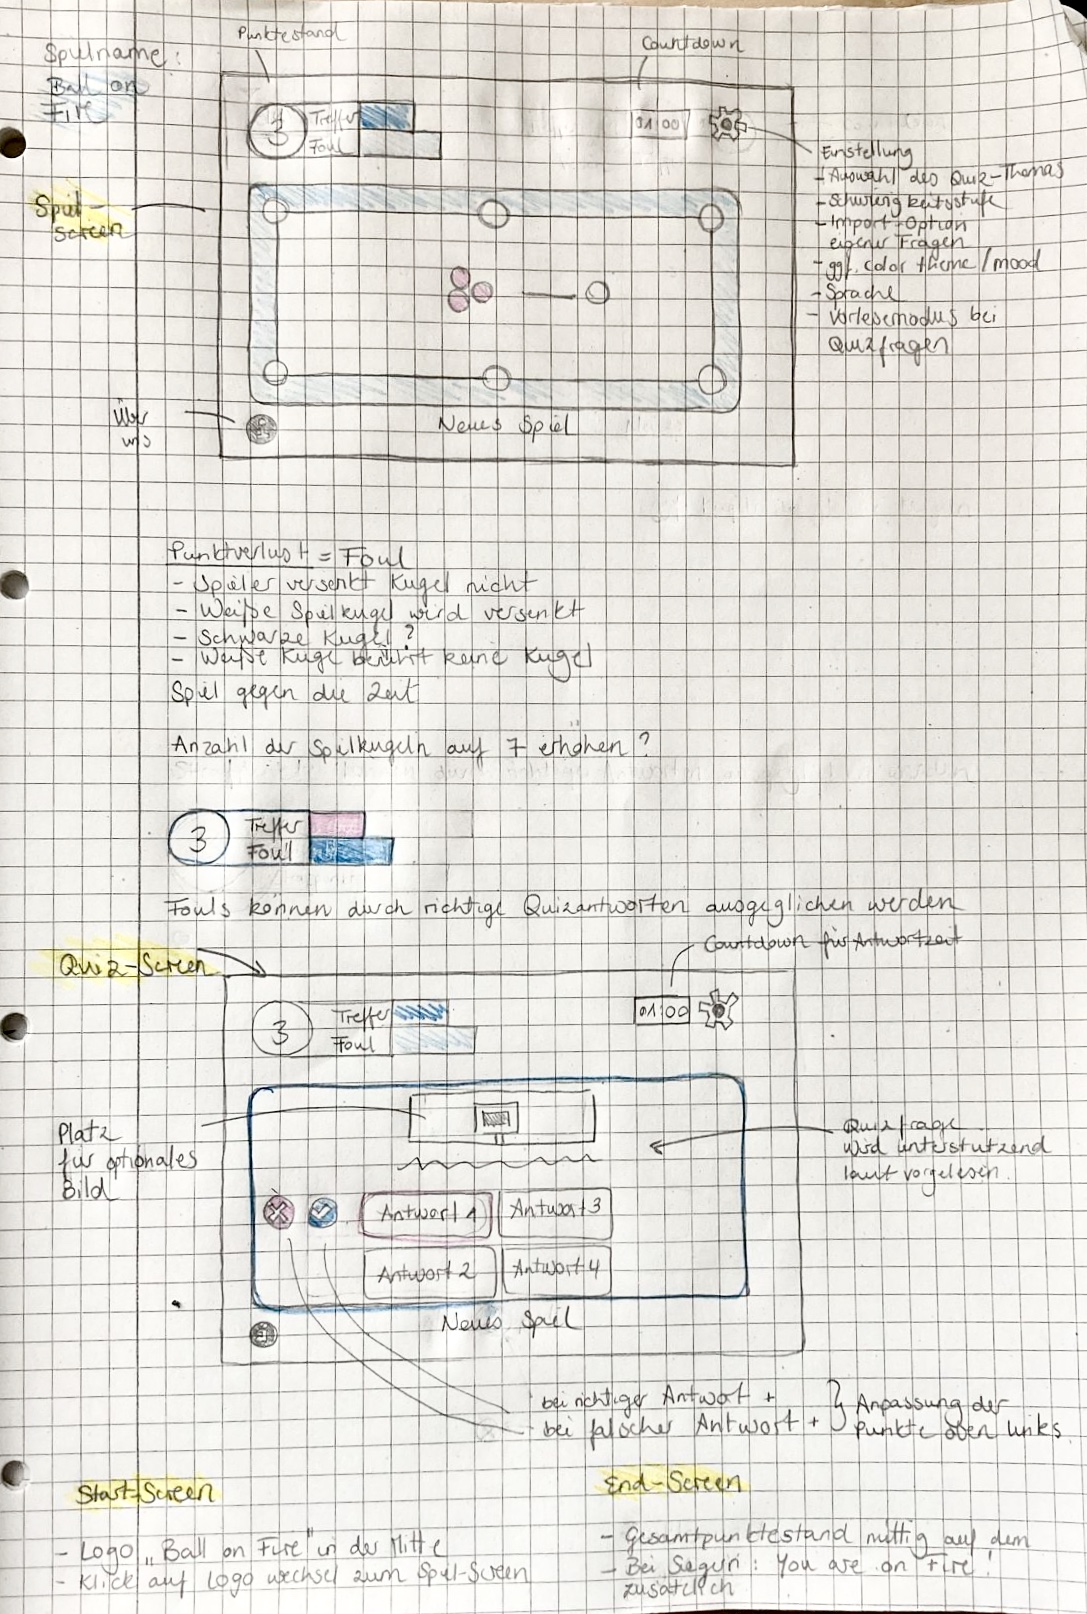 Spielname:
Ball on
Fire
Punktestand
Countdown
3
Treffer
Foul
01:00
Spiel-
Screen
Einstellung
- Auswahl des Quiz-Themas
- Schwierigkeitsstufe
- Import-Option
eigener Fragen
- ggf. color theme/mood
- Sprache
- Vorlesemodus bei
Quizfragen
Über
uns
Neues Spiel
Punktverlust = Foul
- Spieler versenkt Kugel nicht
- Weiße Spielkugel wird versenkt
- Schwarze Kugel?
- Weiße Kugel berührt keine Kugel
Spiel gegen die Zeit
Anzahl der Spielkugeln auf 7 erhöhen?
3
Treffer
Foul
Fouls können durch richtige Quizantworten ausgeglichen werden
Quiz-Screen
Countdown für Antwortzeit
3
Treffer
Foul
01:00
Platz
für optionales
Bild
Quizfrage
wird unterstützend
laut vorgelesen.
Antwort 1
Antwort 3
Antwort 2
Antwort 4
Neues Spiel
- bei richtiger Antwort +
- bei falscher Antwort +
} Anpassung der
Punkte oben links
Start-Screen
- Logo „Ball on Fire" in der Mitte
- Klick auf Logo wechsel zum Spiel-Screen
End-Screen
- Gesamtpunktestand mittig auf dem
- Bei Siegern: You are on Fire!
zusätzlich